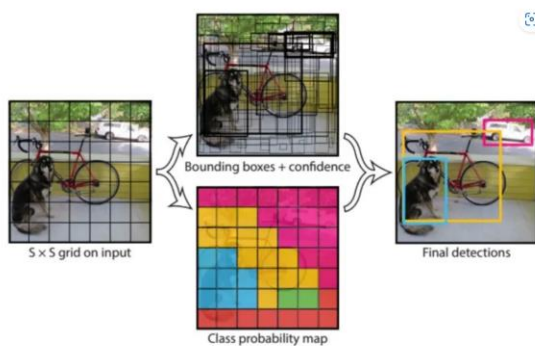 Bounding boxes + confidence
S × S grid on input
Final detections
Class probability map